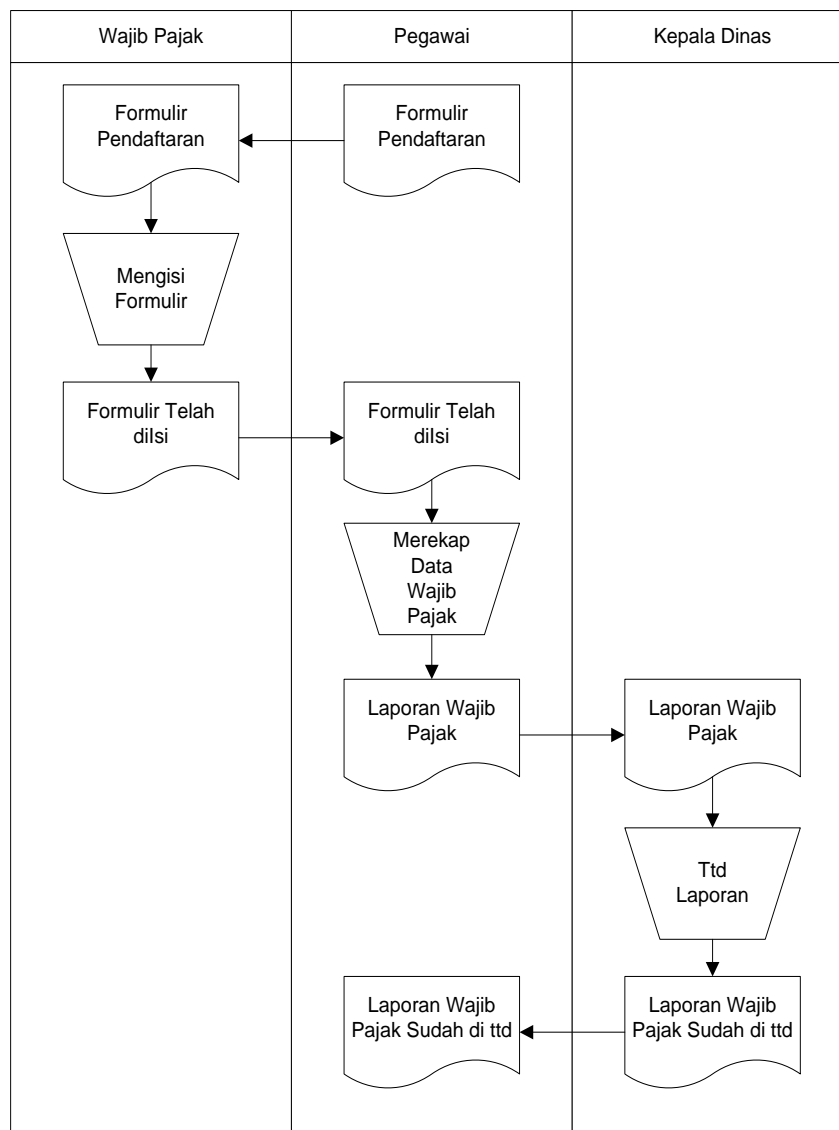 Wajib Pajak
Pegawai
Kepala Dinas
Formulir
Pendaftaran
Formulir
Pendaftaran
Mengisi
Formulir
Formulir Telah
diIsi
Formulir Telah
diIsi
Merekap
Data
Wajib
Pajak
Laporan Wajib
Pajak
Laporan Wajib
Pajak
Ttd
Laporan
Laporan Wajib
Pajak Sudah di ttd
Laporan Wajib
Pajak Sudah di ttd